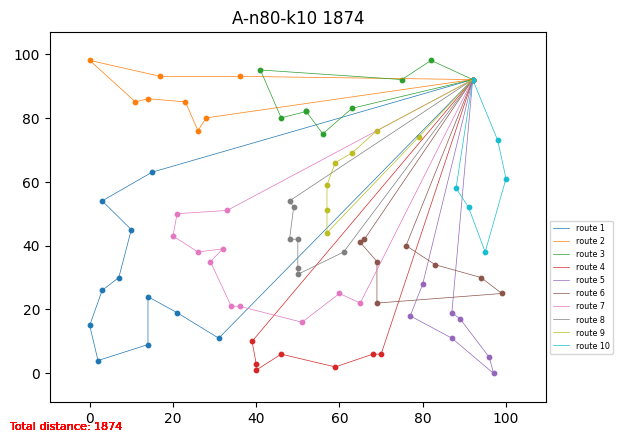 A-n80-k10 1874
100
80
60
40
20
0
0 20 40 60 80 100
route 1
route 2
route 3
route 4
route 5
route 6
route 7
route 8
route 9
route 10
Total distance: 1874